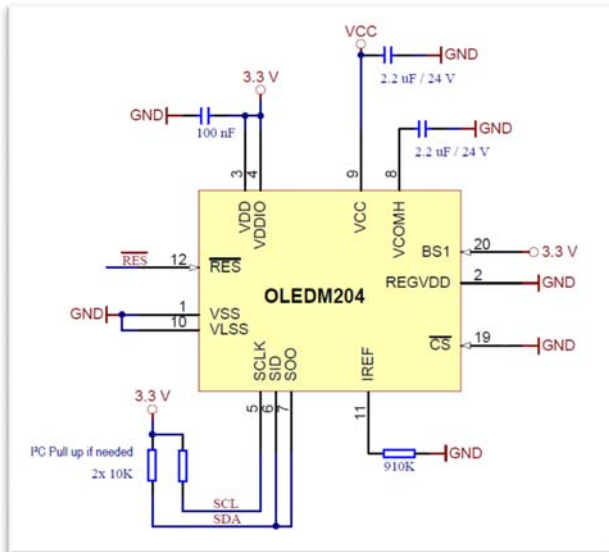 VCC
GND
2.2 uF / 24 V
3.3 V
GND
100 nF
GND
2.2 uF / 24 V
3
4
9
8
VDD
VDDIO
VCC
VCOMH
RES
12
RES
BS1
20
3.3 V
REGVDD
2
GND
OLEDM204
GND
1
VSS
10
VLSS
CS
19
GND
SCLK
SID
SOO
IREF
5
6
7
11
3.3 V
I²C Pull up if needed
2x 10K
910K
GND
SCL
SDA